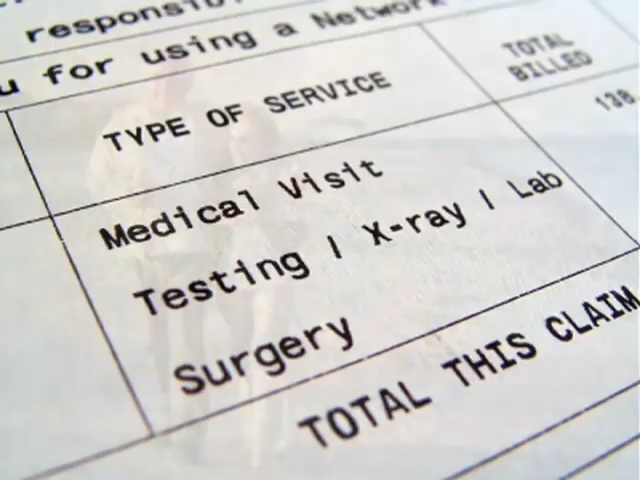 responsib
u for using a Network
TYPE OF SERVICE
TOTAL
BILLED
138.
Medical Visit
Testing / X-ray / Lab
Surgery
TOTAL THIS CLAIM